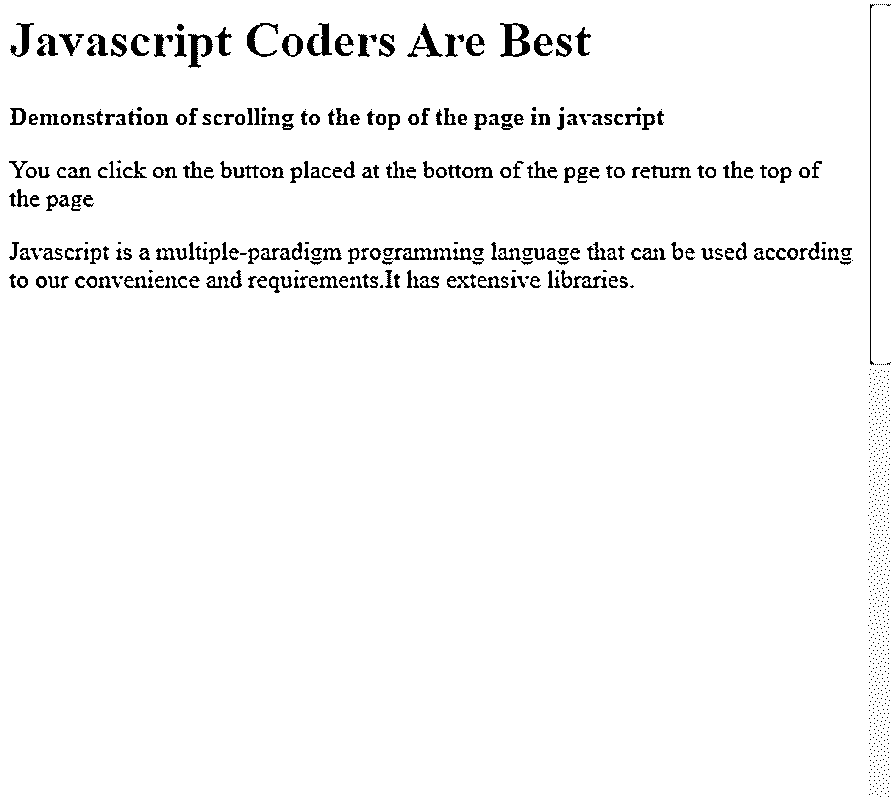 Javascript Coders Are Best
Demonstration of scrolling to the top of the page in javascript
You can click on the button placed at the bottom of the pge to return to the top of
the page
Javascript is a multiple-paradigm programming language that can be used according
to our convenience and requirements.It has extensive libraries.